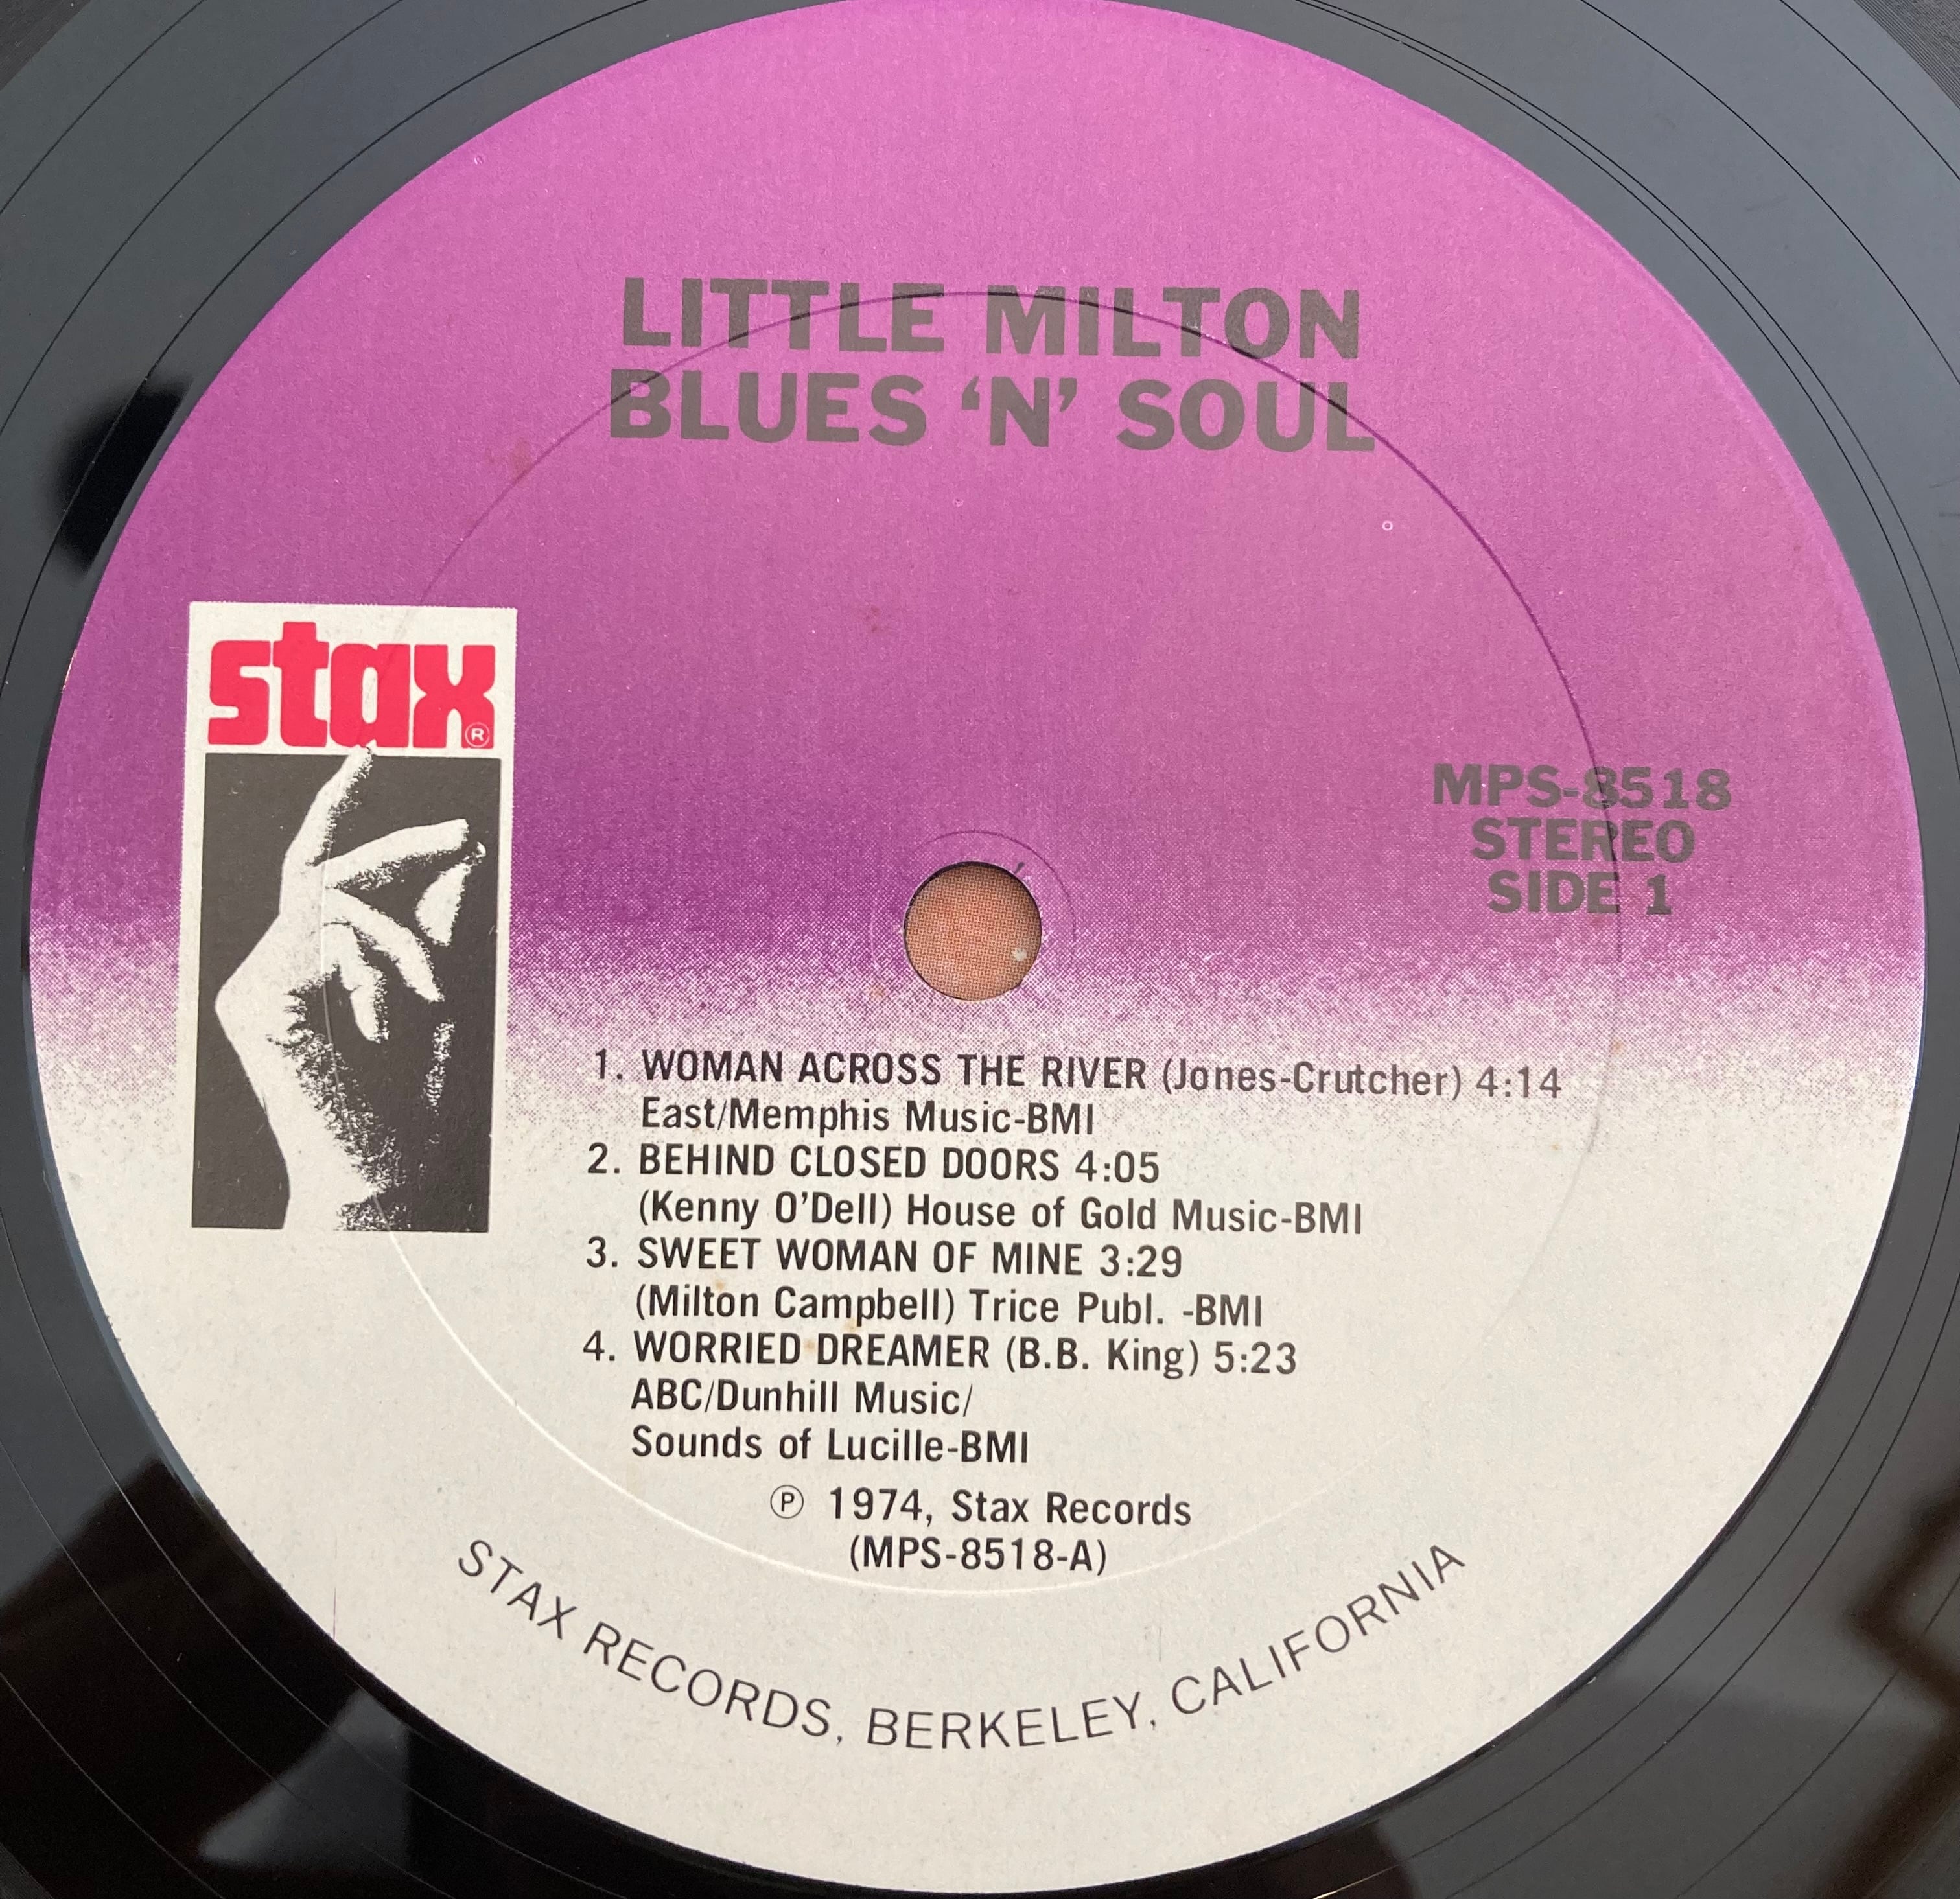 LITTLE MILTON
BLUES ‘N’ SOUL
stax®
MPS-8518
STEREO
SIDE 1
1. WOMAN ACROSS THE RIVER (Jones-Crutcher) 4:14
East/Memphis Music-BMI
2. BEHIND CLOSED DOORS 4:05
(Kenny O’Dell) House of Gold Music-BMI
3. SWEET WOMAN OF MINE 3:29
(Milton Campbell) Trice Publ. -BMI
4. WORRIED DREAMER (B.B. King) 5:23
ABC/Dunhill Music/
Sounds of Lucille-BMI
℗ 1974, Stax Records
(MPS-8518-A)
STAX RECORDS, BERKELEY, CALIFORNIA